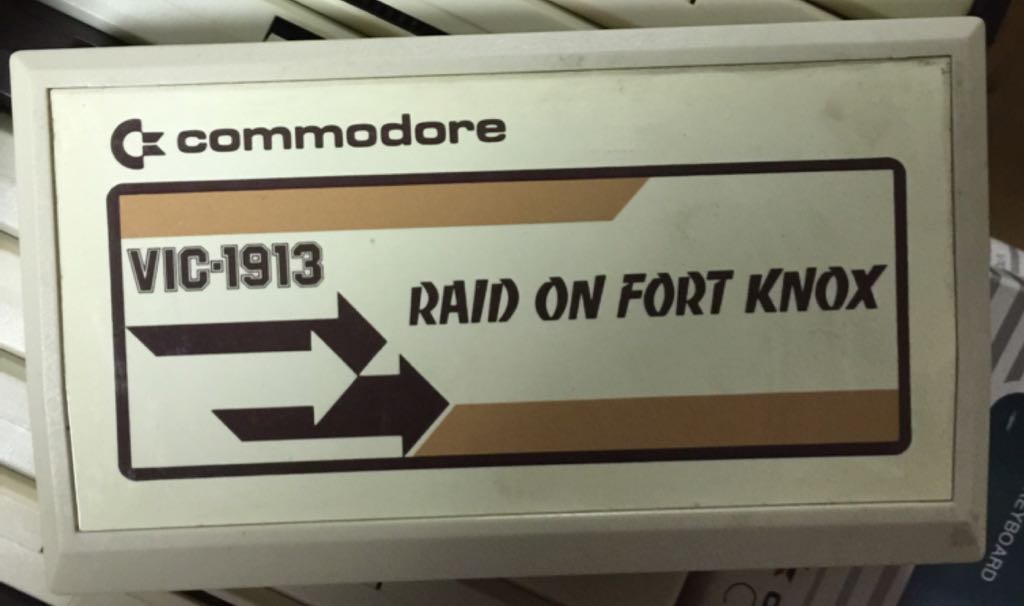 commodore
VIC-1913
RAID ON FORT KNOX